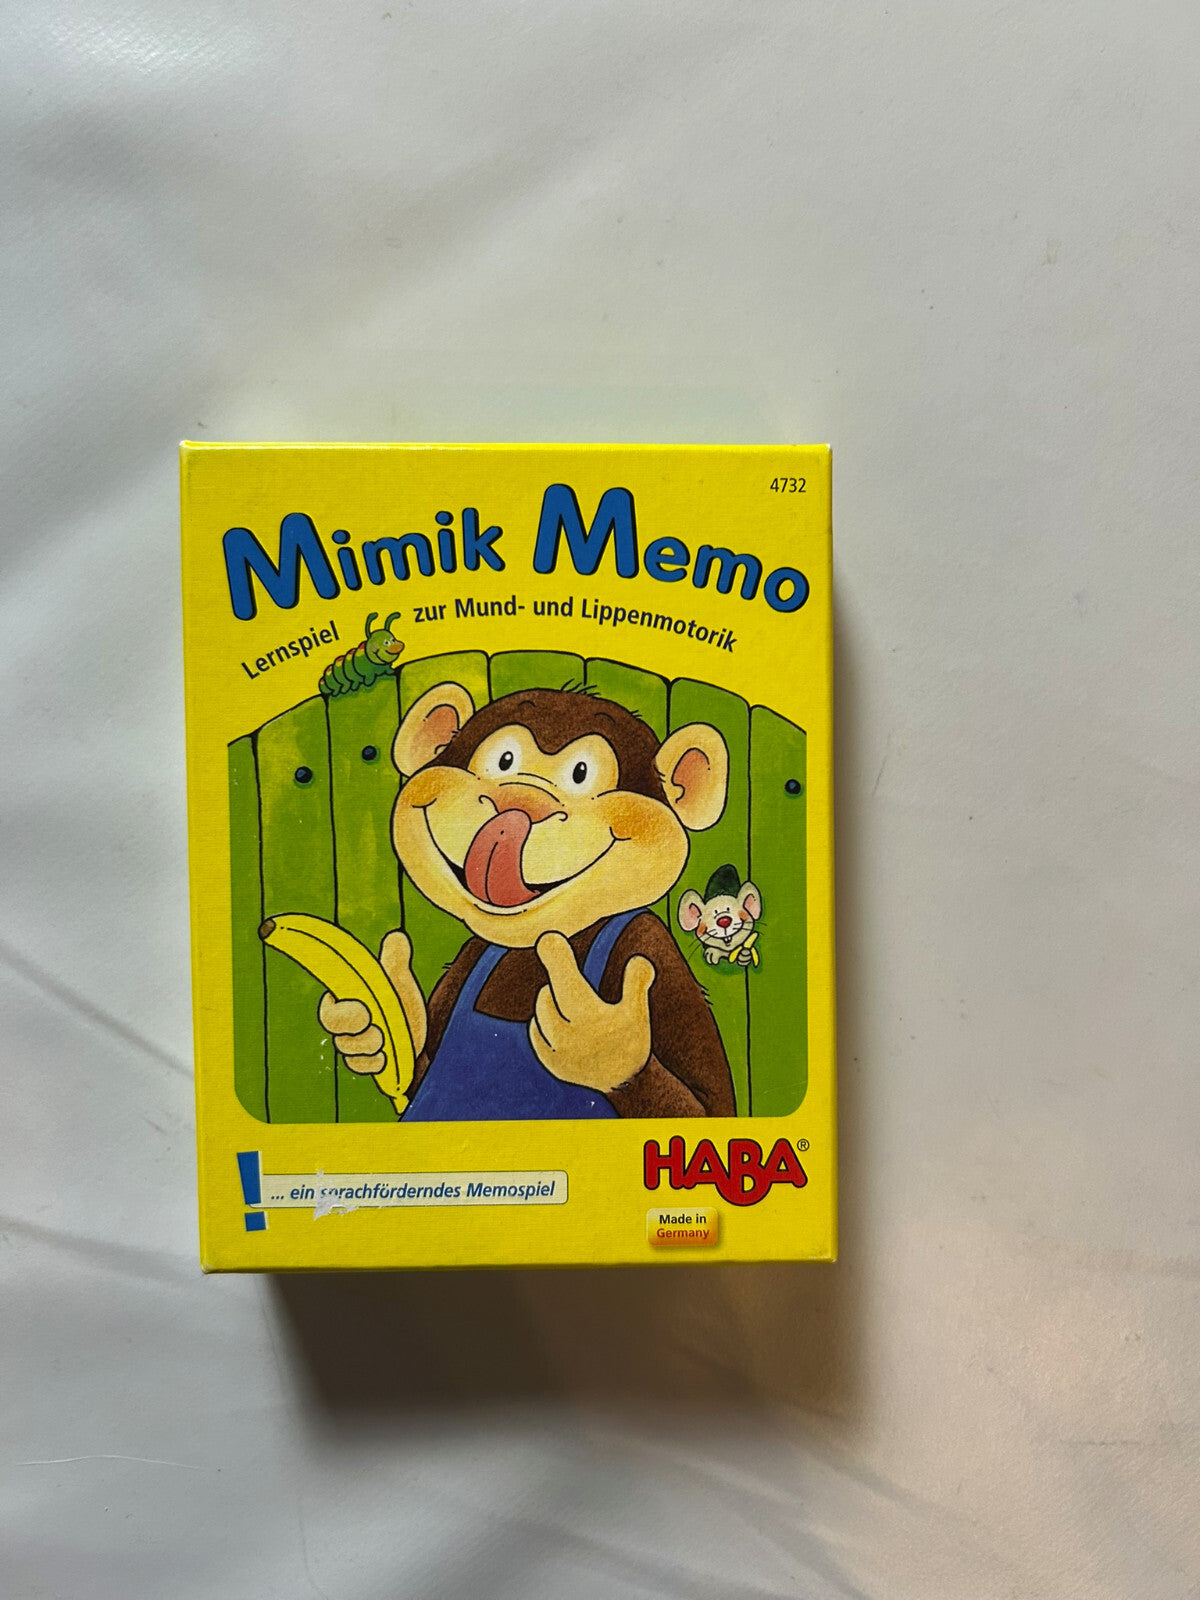 4732
Mimik Memo
Lernspiel zur Mund- und Lippenmotorik
! ... ein sprachförderndes Memospiel
HABA®
Made in
Germany